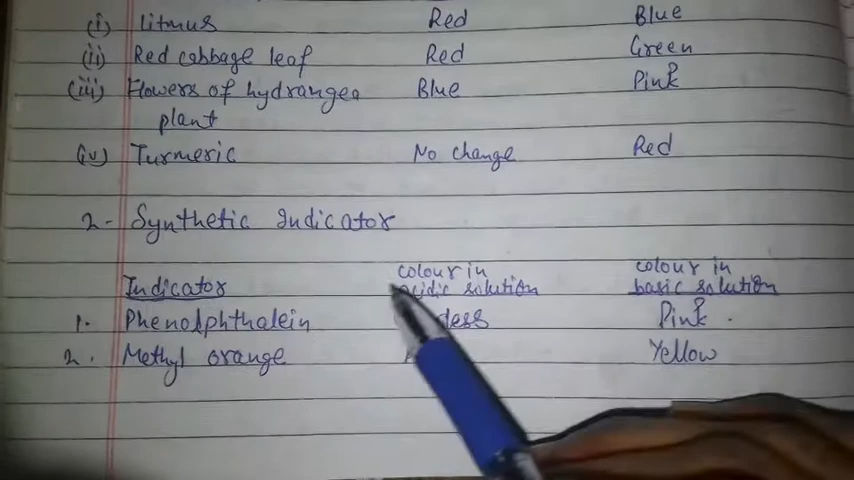 (i) Litmus Red Blue
(ii) Red cabbage leaf Red Green
(iii) Flowers of hydrangea Blue Pink
plant
(iv) Turmeric No change Red
2- Synthetic Indicator
Indicator colour in acidic solution colour in basic solution
1. Phenolphthalein Pink
2. Methyl orange Yellow